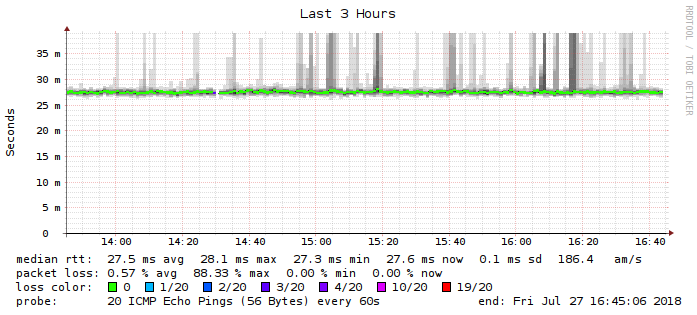 Last 3 Hours
RRDTOOL / TOBI OETIKER
Seconds
35 m
30 m
25 m
20 m
15 m
10 m
5 m
0
14:00 14:20 14:40 15:00 15:20 15:40 16:00 16:20 16:40
median rtt: 27.5 ms avg 28.1 ms max 27.3 ms min 27.6 ms now 0.1 ms sd 186.4 am/s
packet loss: 0.57 % avg 88.33 % max 0.00 % min 0.00 % now
loss color: 0 1/20 2/20 3/20 4/20 10/20 19/20
probe: 20 ICMP Echo Pings (56 Bytes) every 60s end: Fri Jul 27 16:45:06 2018